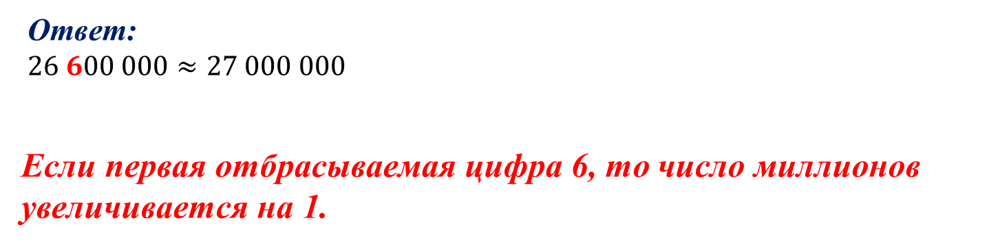 Ответ:
26 600 000 ≈ 27 000 000
Если первая отбрасываемая цифра 6, то число миллионов
увеличивается на 1.